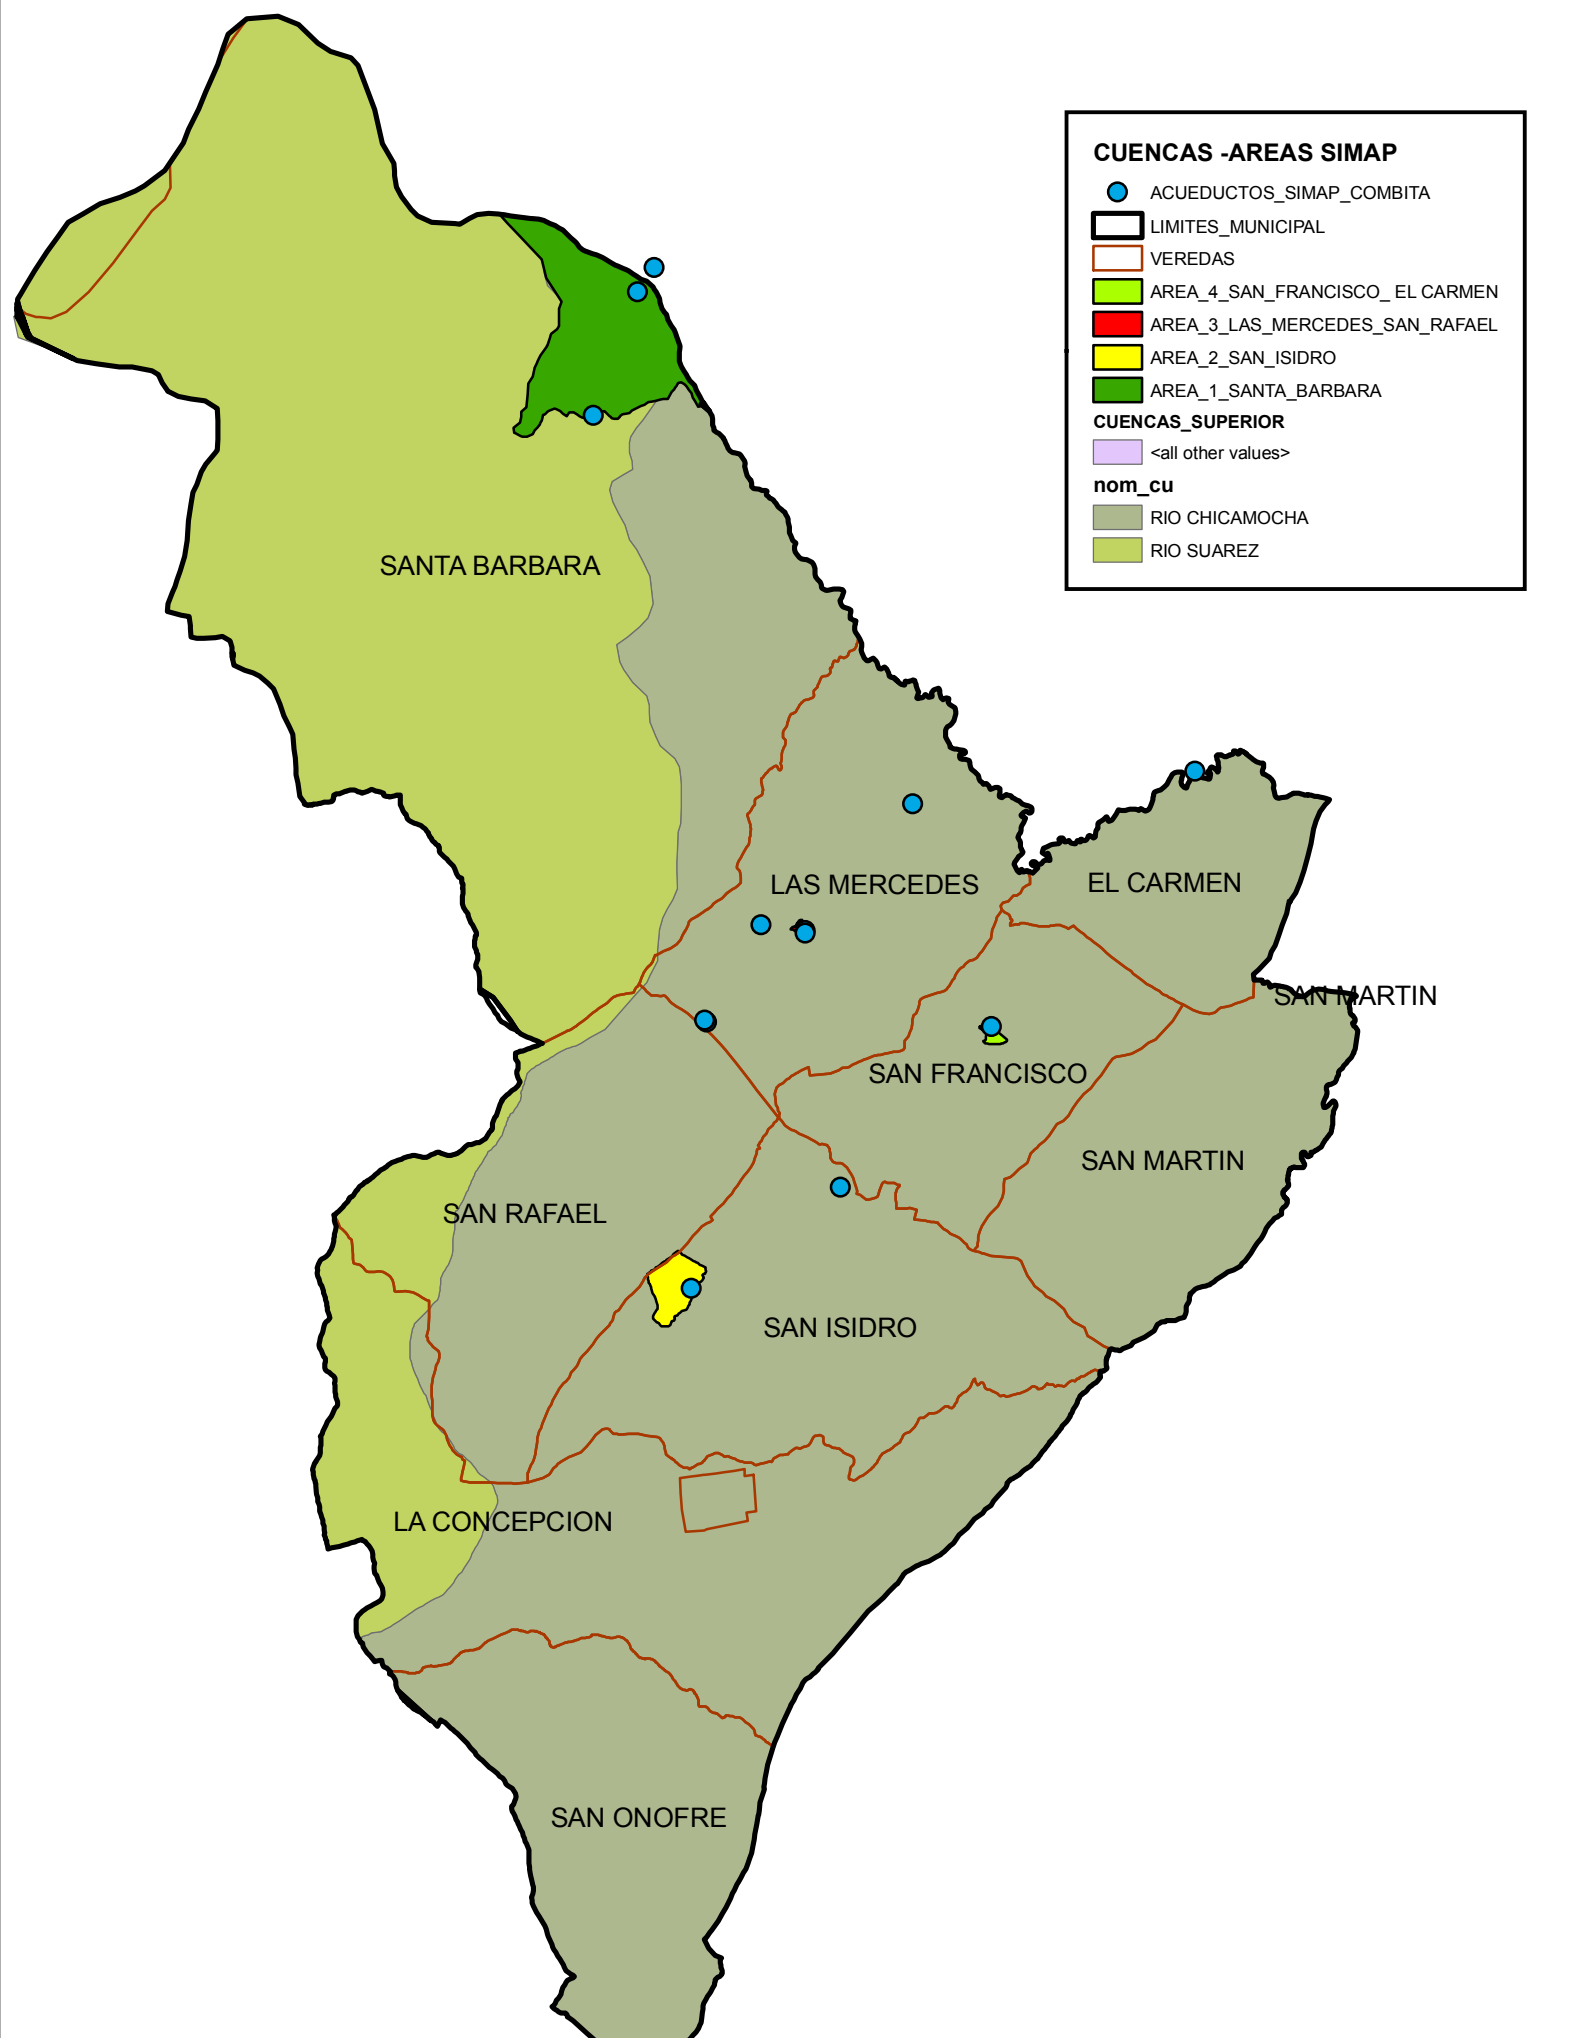 CUENCAS -AREAS SIMAP
ACUEDUCTOS_SIMAP_COMBITA
LIMITES_MUNICIPAL
VEREDAS
AREA_4_SAN_FRANCISCO_ EL CARMEN
AREA_3_LAS_MERCEDES_SAN_RAFAEL
AREA_2_SAN_ISIDRO
AREA_1_SANTA_BARBARA
CUENCAS_SUPERIOR
<all other values>
nom_cu
RIO CHICAMOCHA
RIO SUAREZ
SANTA BARBARA
LAS MERCEDES
EL CARMEN
SAN MARTIN
SAN FRANCISCO
SAN MARTIN
SAN RAFAEL
SAN ISIDRO
LA CONCEPCION
SAN ONOFRE